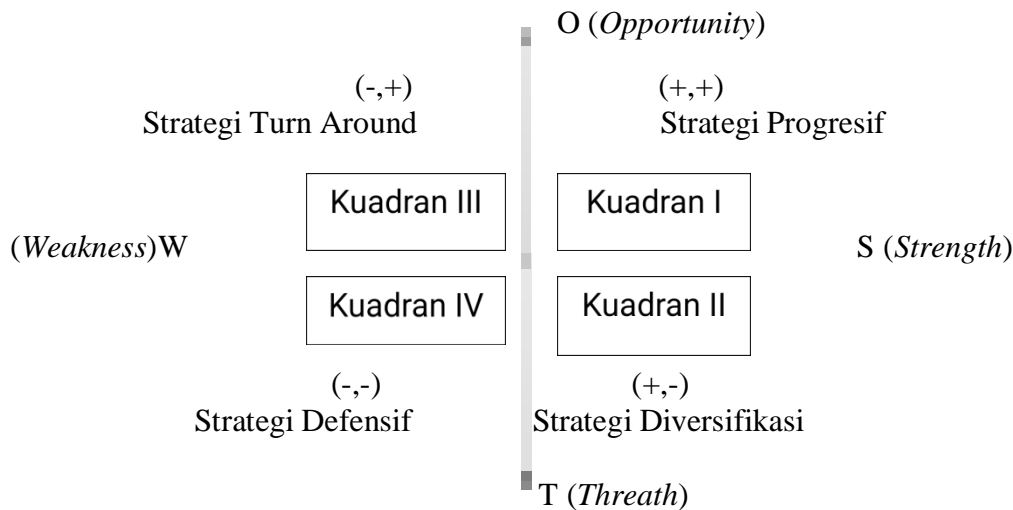 O (Opportunity)
(-,+)
(+,+)
Strategi Turn Around
Strategi Progresif
Kuadran III
Kuadran I
(Weakness)W
S (Strength)
Kuadran IV
Kuadran II
(-,-)
(+,-)
Strategi Defensif
Strategi Diversifikasi
T (Threath)